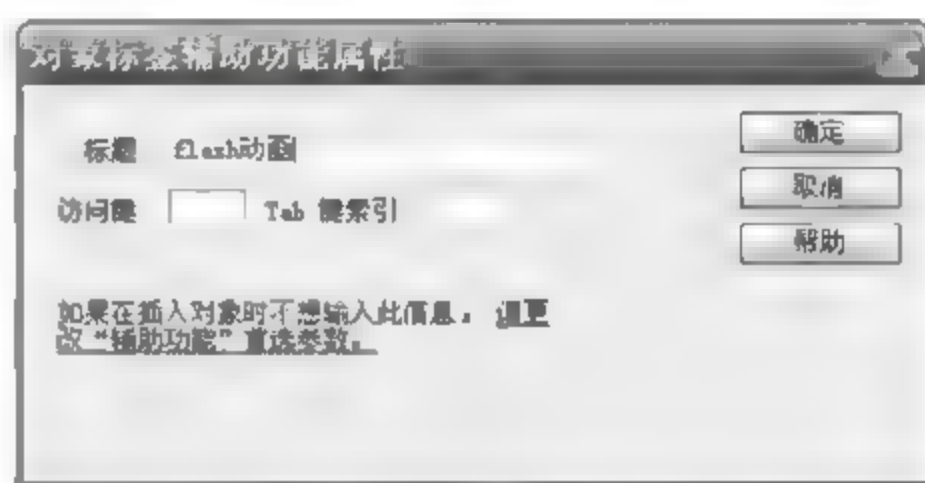 对象标签辅助功能属性
标题 flash动画
确定
访问键 Tab 键索引
取消
帮助
如果在插入对象时不想输入此信息，请更
改“辅助功能”首选参数。